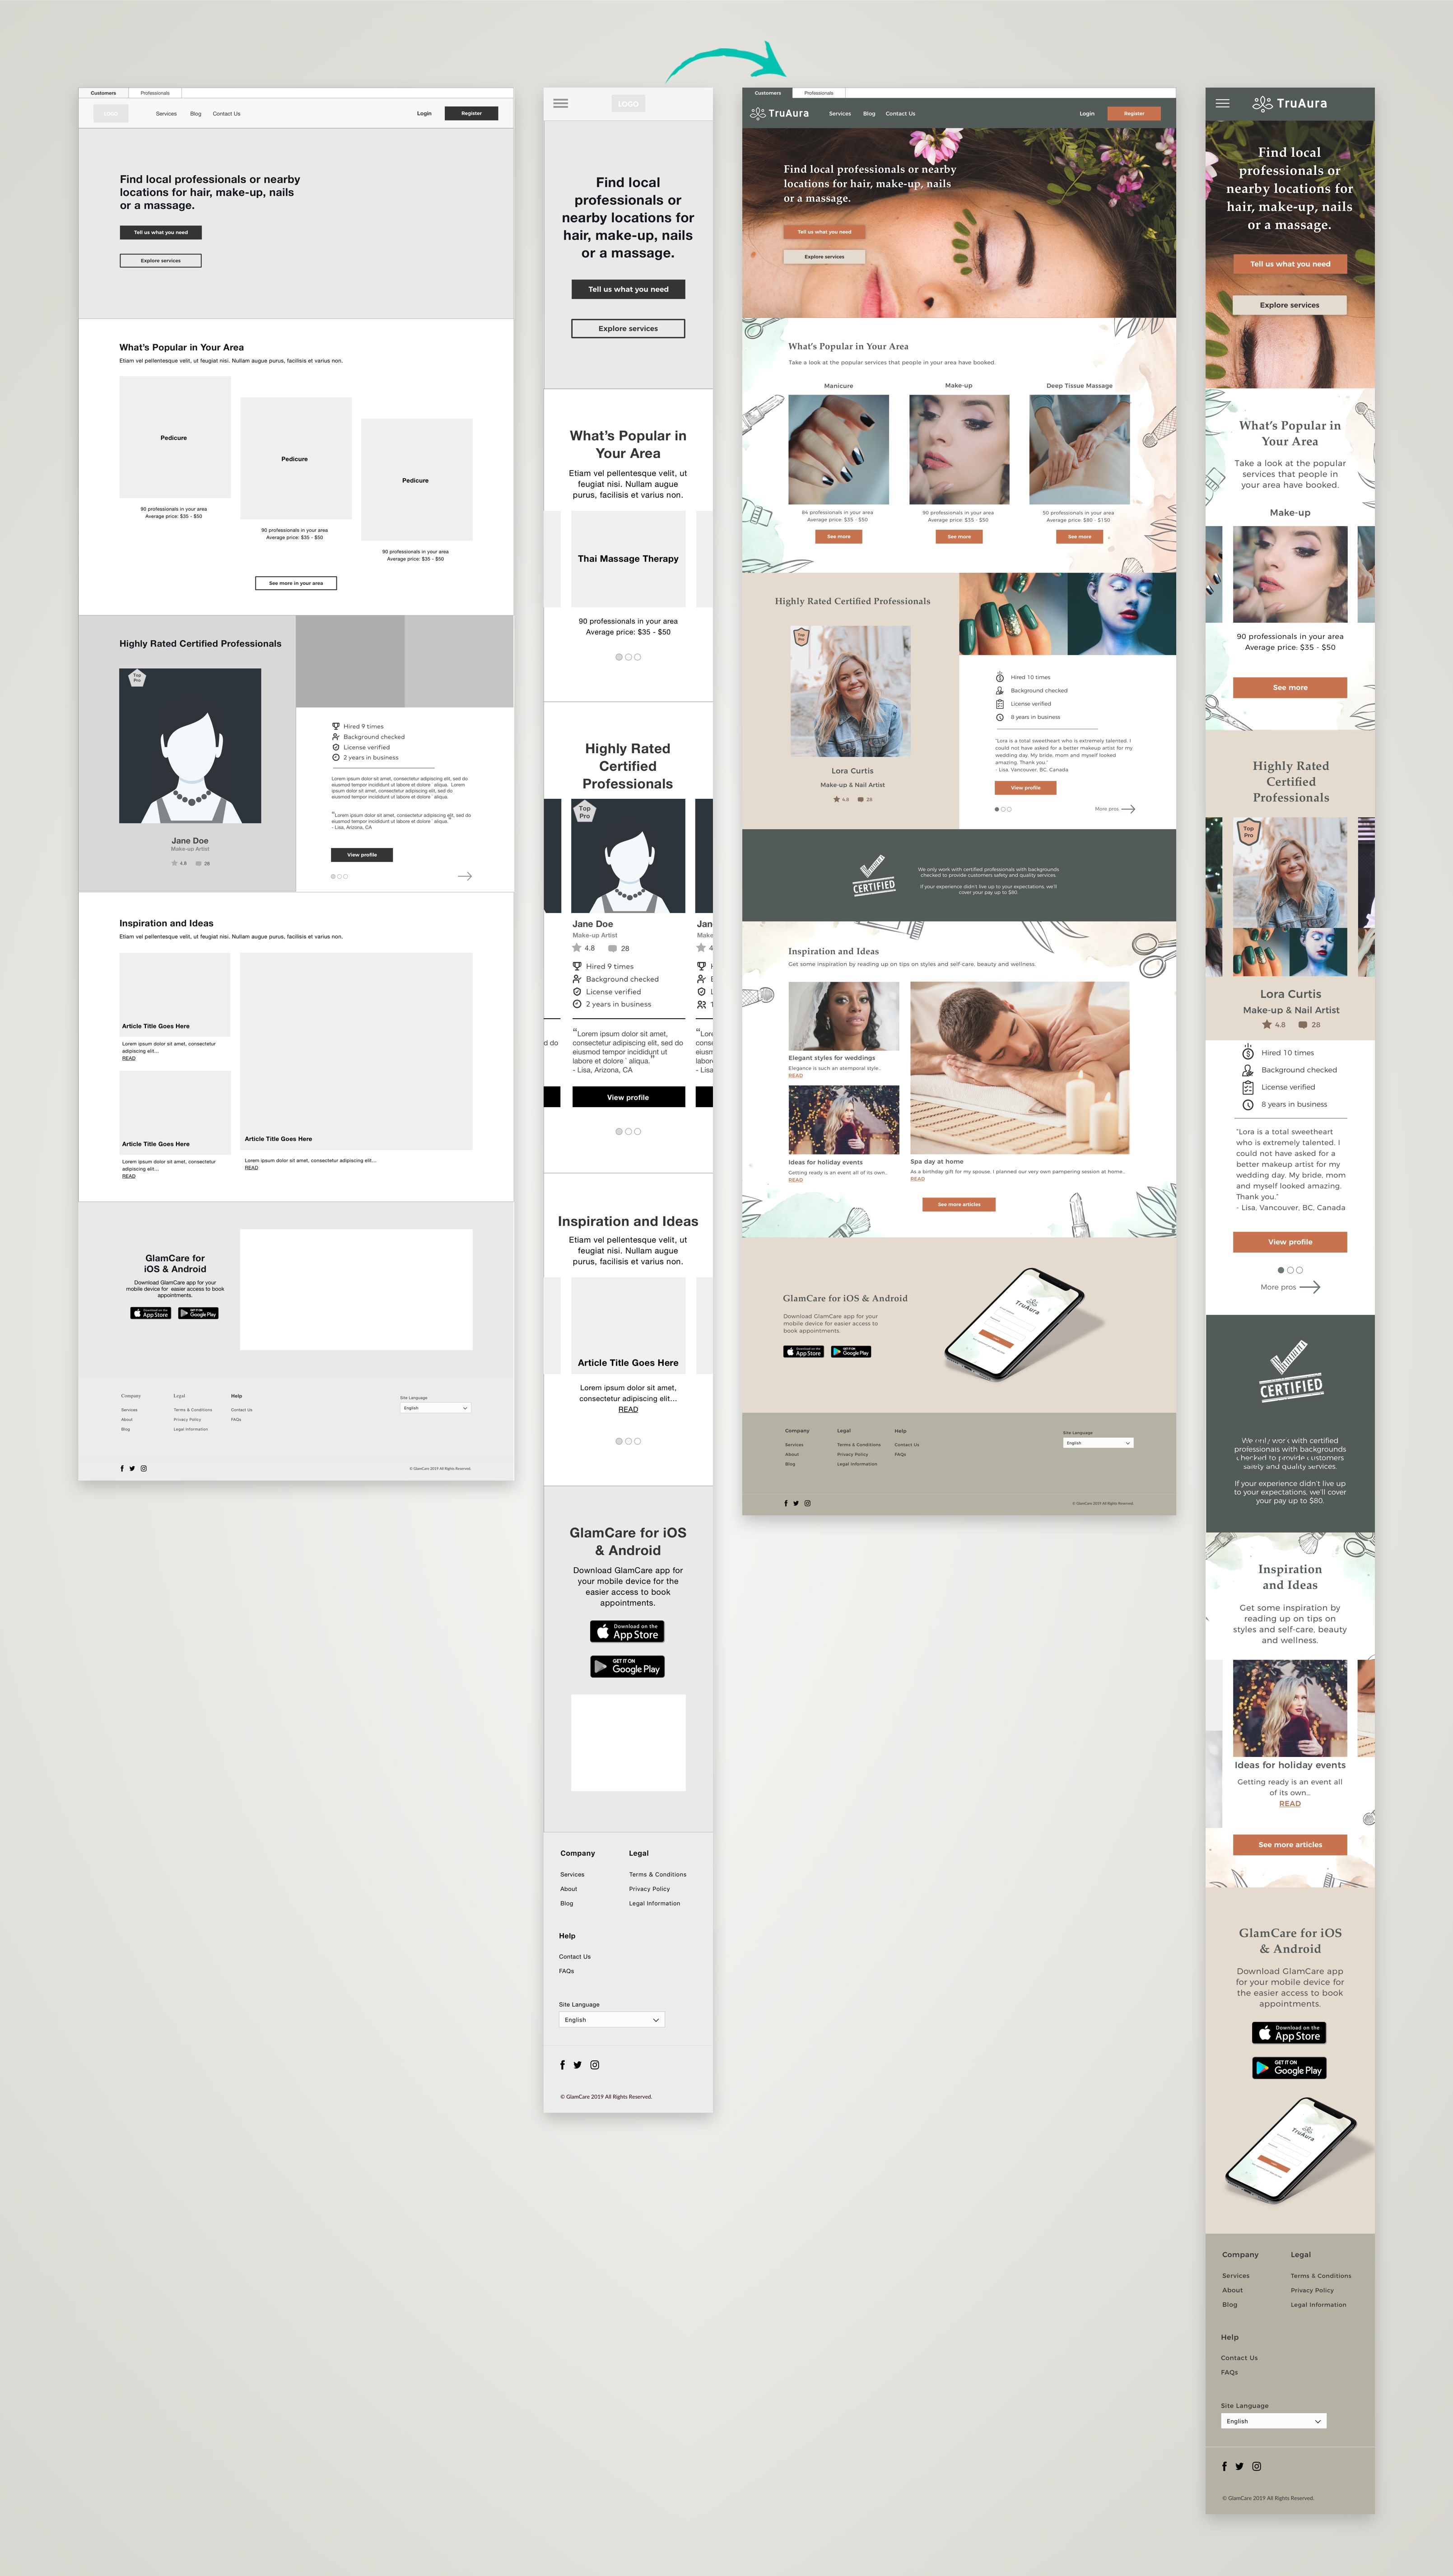 Customers
Professionals
LOGO
Services
Blog
Contact Us
Login
Register
Find local professionals or nearby
locations for hair, make-up, nails
or a massage.
Tell us what you need
Explore services
What's Popular in Your Area
Etiam vel pellentesque velit, ut feugiat nisi. Nullam augue purus, facilisis et varius non.
Pedicure
Pedicure
Pedicure
90 professionals in your area
Average price: $35 - $50
90 professionals in your area
Average price: $35 - $50
90 professionals in your area
Average price: $35 - $50
See more in your area
Highly Rated Certified Professionals
Top
Pro
Jane Doe
Make-up Artist
4.8
28
Hired 9 times
Background checked
License verified
2 years in business
Lorem ipsum dolor sit amet, consectetur adipiscing elit, sed do
eiusmod tempor incididunt ut labore et dolore ' aliqua. Lorem
ipsum dolor sit amet, consectetur adipiscing elit, sed do
eiusmod tempor incididunt ut labore et dolore ' aliqua.
"Lorem ipsum dolor sit amet, consectetur adipiscing elt, sed do
eiusmod tempor incididunt ut labore et dolore ' aliqua."
- Lisa, Arizona, CA
View profile
Inspiration and Ideas
Etiam vel pellentesque velit, ut feugiat nisi. Nullam augue purus, facilisis et varius non.
Article Title Goes Here
Lorem ipsum dolor sit amet, consectetur
adipiscing elit...
READ
Article Title Goes Here
Lorem ipsum dolor sit amet, consectetur
adipiscing elit...
READ
Article Title Goes Here
Lorem ipsum dolor sit amet, consectetur adipiscing elit...
READ
GlamCare for
iOS & Android
Download GlamCare app for your
mobile device for easier access to book
appointments.
Download on the
App Store
GET IT ON
Google Play
Company
Services
About
Blog
Legal
Terms & Conditions
Privacy Policy
Legal Information
Help
Contact Us
FAQs
Site Language
English
© GlamCare 2019 All Rights Reserved.
LOGO
Find local
professionals or
nearby locations for
hair, make-up, nails
or a massage.
Tell us what you need
Explore services
What's Popular in
Your Area
Etiam vel pellentesque velit, ut
feugiat nisi. Nullam augue
purus, facilisis et varius non.
Thai Massage Therapy
90 professionals in your area
Average price: $35 - $50
Highly Rated
Certified
Professionals
Top
Pro
Jane Doe
Make-up Artist
4.8
28
Hired 9 times
Background checked
License verified
2 years in business
"Lorem ipsum dolor sit amet,
consectetur adipiscing elit, sed do
eiusmod tempor incididunt ut
labore et dolore ' aliqua."
- Lisa, Arizona, CA
View profile
Inspiration and Ideas
Etiam vel pellentesque velit, ut
feugiat nisi. Nullam augue
purus, facilisis et varius non.
Article Title Goes Here
Lorem ipsum dolor sit amet,
consectetur adipiscing elit...
READ
GlamCare for iOS
& Android
Download GlamCare app for
your mobile device for the
easier access to book
appointments.
Download on the
App Store
GET IT ON
Google Play
Company
Services
About
Blog
Legal
Terms & Conditions
Privacy Policy
Legal Information
Help
Contact Us
FAQs
Site Language
English
© GlamCare 2019 All Rights Reserved.
Customers
Professionals
TruAura
Services
Blog
Contact Us
Login
Register
Find local professionals or nearby
locations for hair, make-up, nails
or a massage.
Tell us what you need
Explore services
What's Popular in Your Area
Take a look at the popular services that people in your area have booked.
Manicure
Make-up
Deep Tissue Massage
84 professionals in your area
Average price: $35 - $50
See more
90 professionals in your area
Average price: $35 - $50
See more
50 professionals in your area
Average price: $80 - $150
See more
Highly Rated Certified Professionals
Top
Pro
Lora Curtis
Make-up & Nail Artist
4.8
28
Hired 10 times
Background checked
License verified
8 years in business
"Lora is a total sweetheart who is extremely talented. I
could not have asked for a better makeup artist for my
wedding day. My bride, mom and myself looked
amazing. Thank you."
- Lisa, Vancouver, BC, Canada
View profile
More pros
CERTIFIED
We only work with certified professionals with backgrounds
checked to provide customers safety and quality services
If your experience didn't live up to your expectations, we'll
cover your pay up to $80.
Inspiration and Ideas
Get some inspiration by reading up on tips on styles and self-care, beauty and wellness.
Elegant styles for weddings
Elegance is such an atemporal style..
READ
Ideas for holiday events
Getting ready is an event all of its own..
READ
Spa day at home
As a birthday gift for my spouse, I planned our very own pampering session at home..
READ
See more articles
GlamCare for iOS & Android
Download GlamCare app for your
mobile device for easier access to
book appointments.
Download on the
App Store
GET IT ON
Google Play
TruAura
Company
Services
About
Blog
Legal
Terms & Conditions
Privacy Policy
Legal Information
Help
Contact Us
FAQs
Site Language
English
© GlamCare 2019 All Rights Reserved.
TruAura
Find local
professionals or
nearby locations for
hair, make-up, nails
or a massage.
Tell us what you need
Explore services
What's Popular in
Your Area
Take a look at the popular
services that people in
your area have booked.
Make-up
90 professionals in your area
Average price: $35 - $50
See more
Highly Rated
Certified
Professionals
Top
Pro
Lora Curtis
Make-up & Nail Artist
4.8
28
Hired 10 times
Background checked
License verified
8 years in business
"Lora is a total sweetheart
who is extremely talented. I
could not have asked for a
better makeup artist for my
wedding day. My bride, mom
and myself looked amazing.
Thank you."
- Lisa, Vancouver, BC, Canada
View profile
More pros
CERTIFIED
We only work with certified
professionals with backgrounds
checked to provide customers
safety and quality services.
If your experience didn't live up
to your expectations, we'll cover
your pay up to $80.
Inspiration
and Ideas
Get some inspiration by
reading up on tips on
styles and self-care, beauty
and wellness.
Ideas for holiday events
Getting ready is an event all
of its own..
READ
See more articles
GlamCare for iOS
& Android
Download GlamCare app
for your mobile device for
the easier access to book
appointments.
Download on the
App Store
GET IT ON
Google Play
TruAura
Company
Services
About
Blog
Legal
Terms & Conditions
Privacy Policy
Legal Information
Help
Contact Us
FAQs
Site Language
English
© GlamCare 2019 All Rights Reserved.